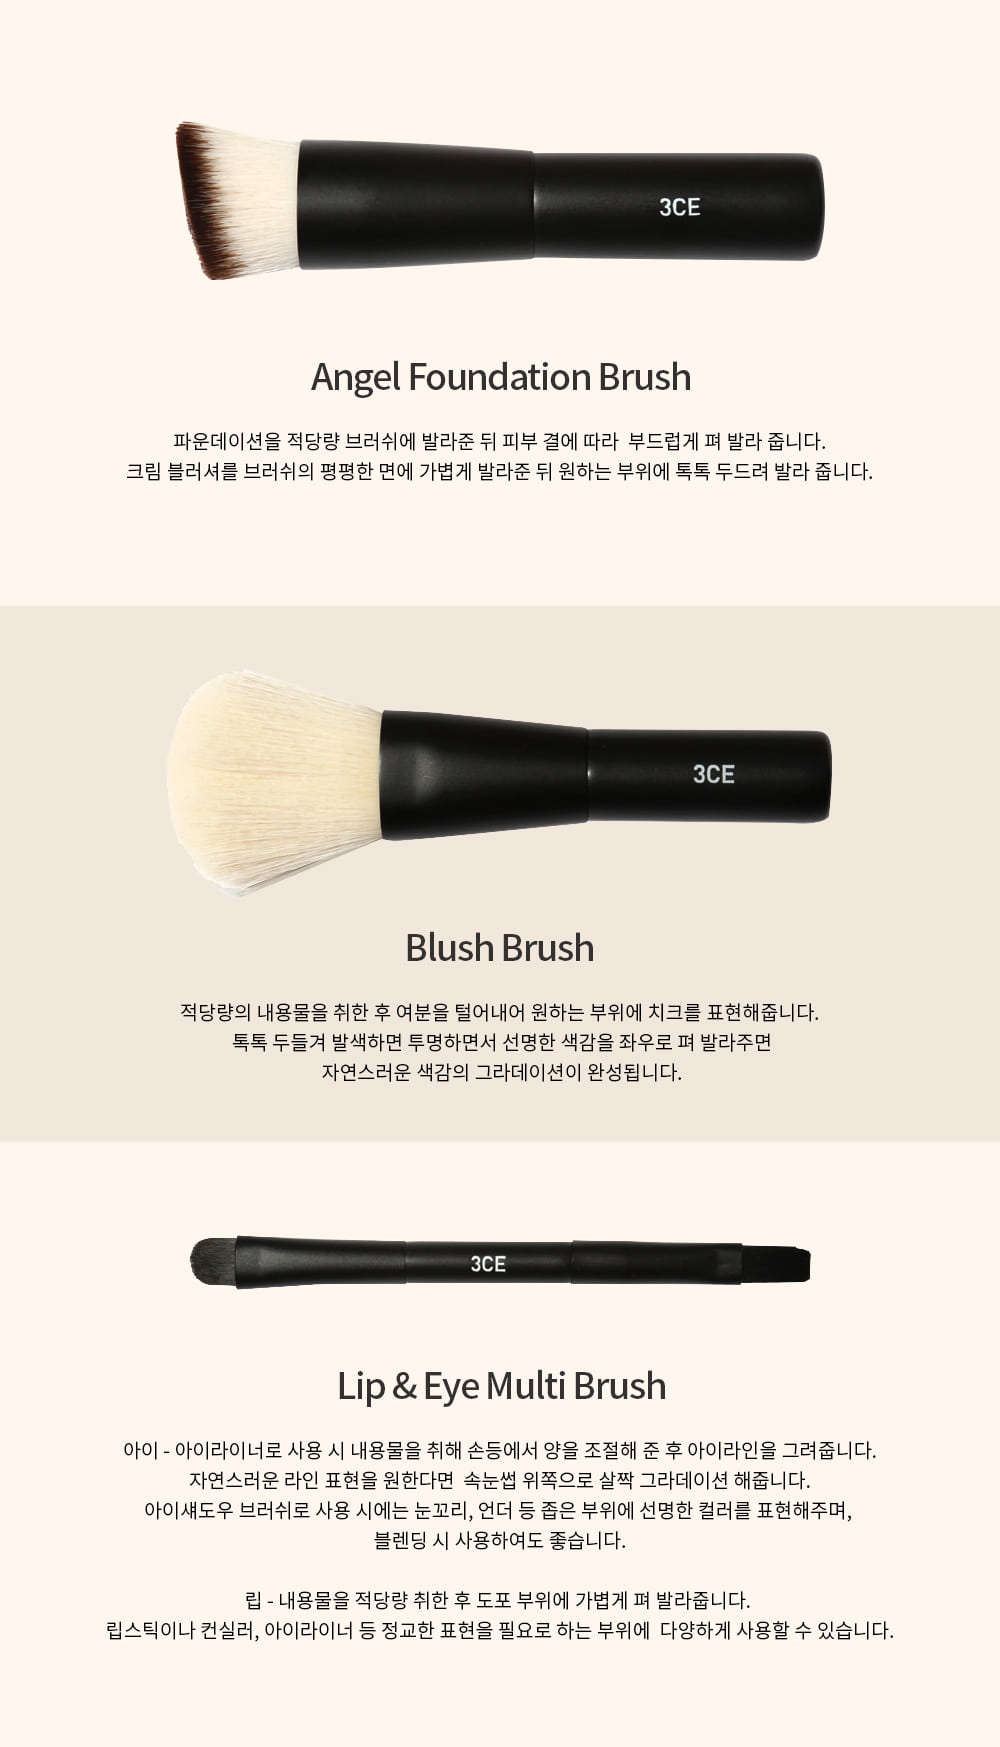 3CE
Angel Foundation Brush
파운데이션을 적당량 브러쉬에 발라준 뒤 피부 결에 따라 부드럽게 펴 발라 줍니다.
크림 블러셔를 브러쉬의 평평한 면에 가볍게 발라준 뒤 원하는 부위에 톡톡 두드려 발라 줍니다.
3CE
Blush Brush
적당량의 내용물을 취한 후 여분을 털어내어 원하는 부위에 치크를 표현해줍니다.
톡톡 두들겨 발색하면 투명하면서 선명한 색감을 좌우로 펴 발라주면
자연스러운 색감의 그라데이션이 완성됩니다.
3CE
Lip & Eye Multi Brush
아이 - 아이라이너로 사용 시 내용물을 취해 손등에서 양을 조절해 준 후 아이라인을 그려줍니다.
자연스러운 라인 표현을 원한다면 속눈썹 위쪽으로 살짝 그라데이션 해줍니다.
아이섀도우 브러쉬로 사용 시에는 눈꼬리, 언더 등 좁은 부위에 선명한 컬러를 표현해주며,
블렌딩 시 사용하여도 좋습니다.
립 - 내용물을 적당량 취한 후 도포 부위에 가볍게 펴 발라줍니다.
립스틱이나 컨실러, 아이라이너 등 정교한 표현을 필요로 하는 부위에 다양하게 사용할 수 있습니다.